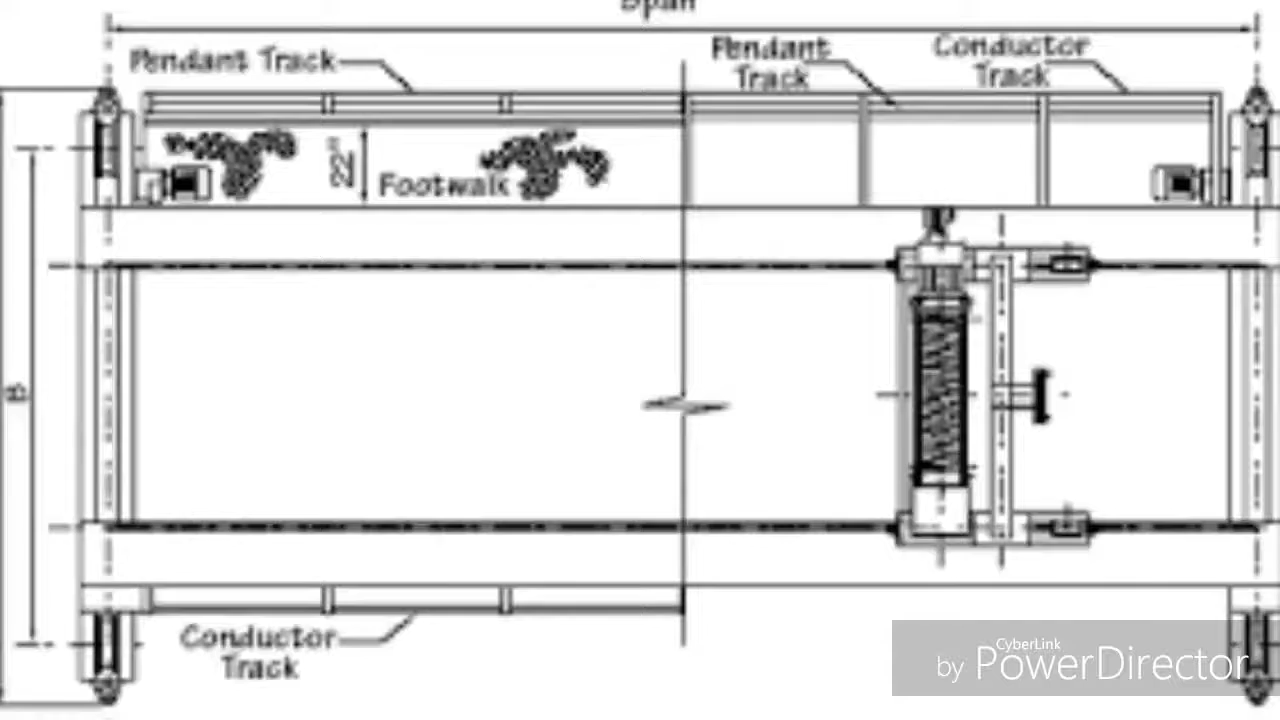 Span
Pendant Track
Pendant
Track
Conductor
Track
22"
Footwalk
B
Conductor
Track
CyberLink
by PowerDirector